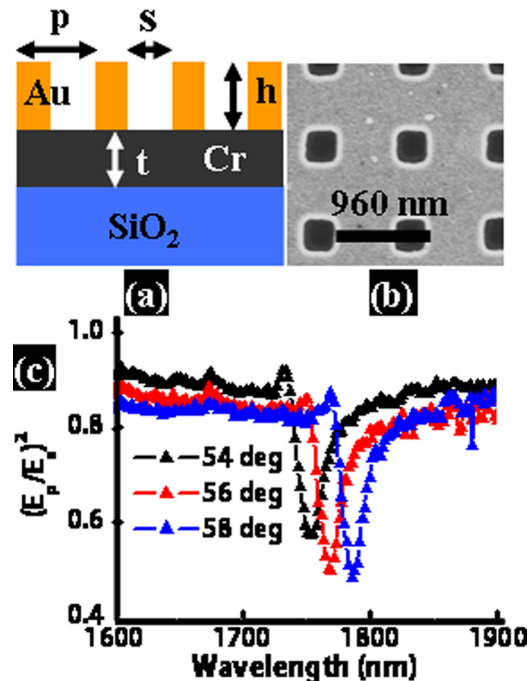 p
s
Au
h
t
Cr
SiO₂
960 nm
(a)
(b)
(c)
1.0
0.8
0.6
0.4
(Eₚ/Eₛ)²
54 deg
56 deg
58 deg
1600
1700
1800
1900
Wavelength (nm)